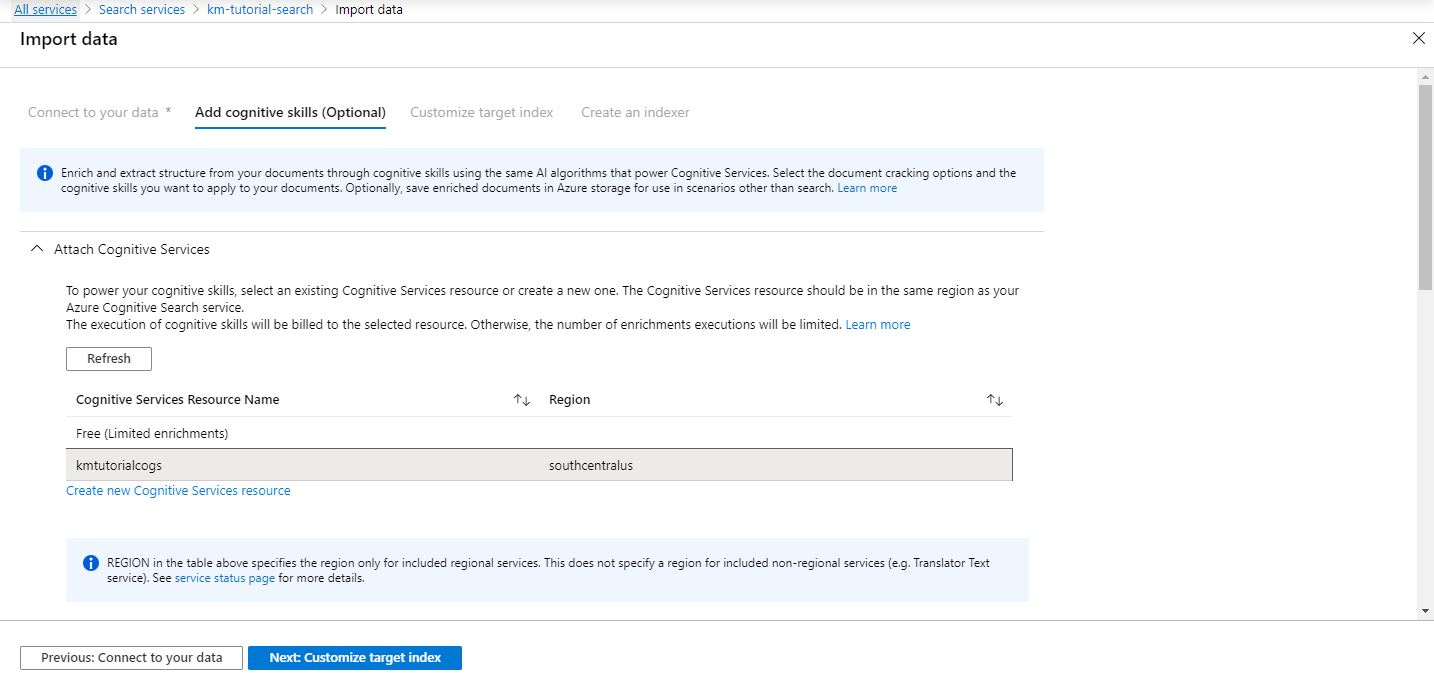 All services > Search services > km-tutorial-search > Import data
Import data
Connect to your data * Add cognitive skills (Optional) Customize target index Create an indexer
Enrich and extract structure from your documents through cognitive skills using the same AI algorithms that power Cognitive Services. Select the document cracking options and the
cognitive skills you want to apply to your documents. Optionally, save enriched documents in Azure storage for use in scenarios other than search. Learn more
Attach Cognitive Services
To power your cognitive skills, select an existing Cognitive Services resource or create a new one. The Cognitive Services resource should be in the same region as your
Azure Cognitive Search service.
The execution of cognitive skills will be billed to the selected resource. Otherwise, the number of enrichments executions will be limited. Learn more
Refresh
Cognitive Services Resource Name ↑↓ Region ↑↓
Free (Limited enrichments)
kmtutorialcogs southcentralus
Create new Cognitive Services resource
REGION in the table above specifies the region only for included regional services. This does not specify a region for included non-regional services (e.g. Translator Text
service). See service status page for more details.
Previous: Connect to your data Next: Customize target index